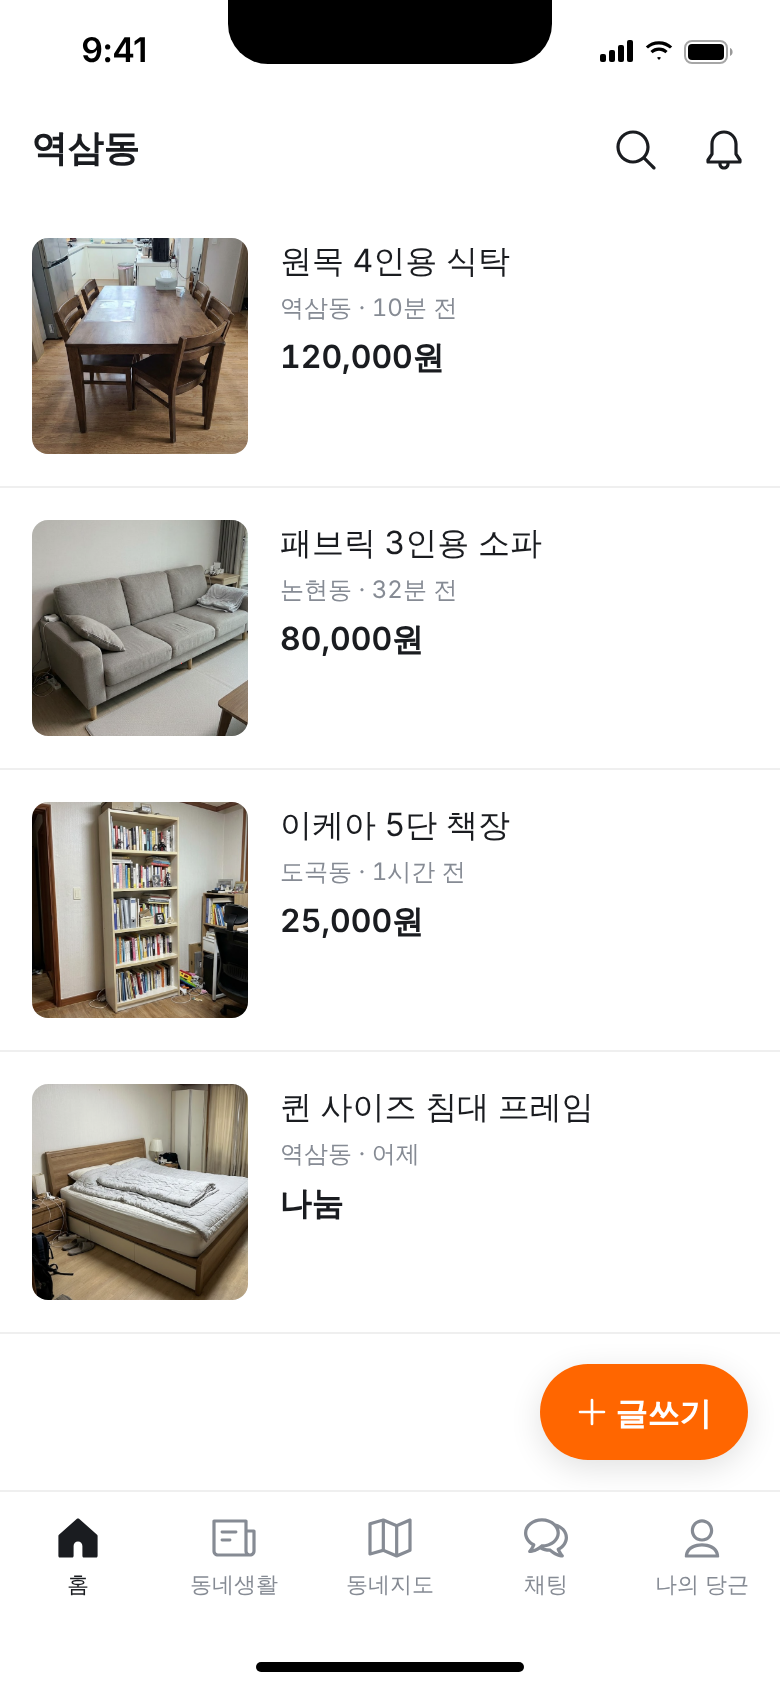 9:41
역삼동
원목 4인용 식탁
역삼동 · 10분 전
120,000원
패브릭 3인용 소파
논현동 · 32분 전
80,000원
이케아 5단 책장
도곡동 · 1시간 전
25,000원
퀸 사이즈 침대 프레임
역삼동 · 어제
나눔
+ 글쓰기
홈
동네생활
동네지도
채팅
나의 당근